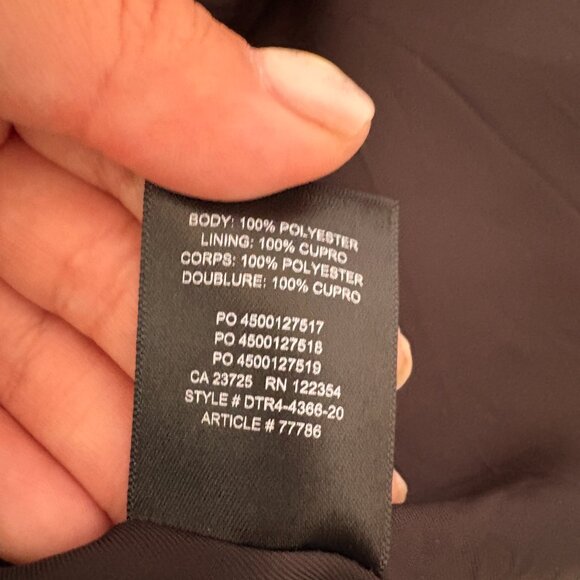 BODY: 100% POLYESTER
LINING: 100% CUPRO
CORPS: 100% POLYESTER
DOUBLURE: 100% CUPRO
PO 4500127517
PO 4500127518
PO 4500127519
CA 23725 RN 122354
STYLE # DTR4-4366-20
ARTICLE # 77786